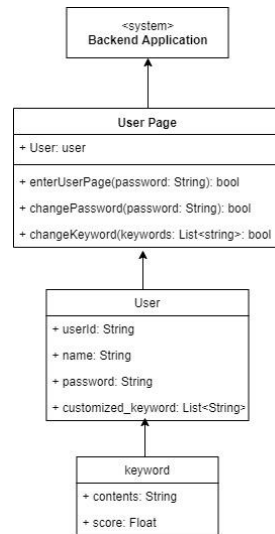 <system>
Backend Application
User Page
+ User: user
+ enterUserPage(password: String): bool
+ changePassword(password: String): bool
+ changeKeyword(keywords: List<string>: bool
User
+ userId: String
+ name: String
+ password: String
+ customized_keyword: List<String>
keyword
+ contents: String
+ score: Float